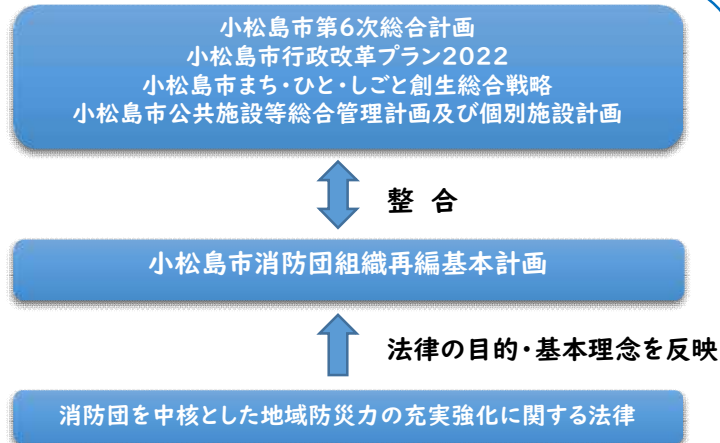 小松島市第6次総合計画
小松島市行政改革プラン2022
小松島市まち・ひと・しごと創生総合戦略
小松島市公共施設等総合管理計画及び個別施設計画
整 合
小松島市消防団組織再編基本計画
法律の目的・基本理念を反映
消防団を中核とした地域防災力の充実強化に関する法律